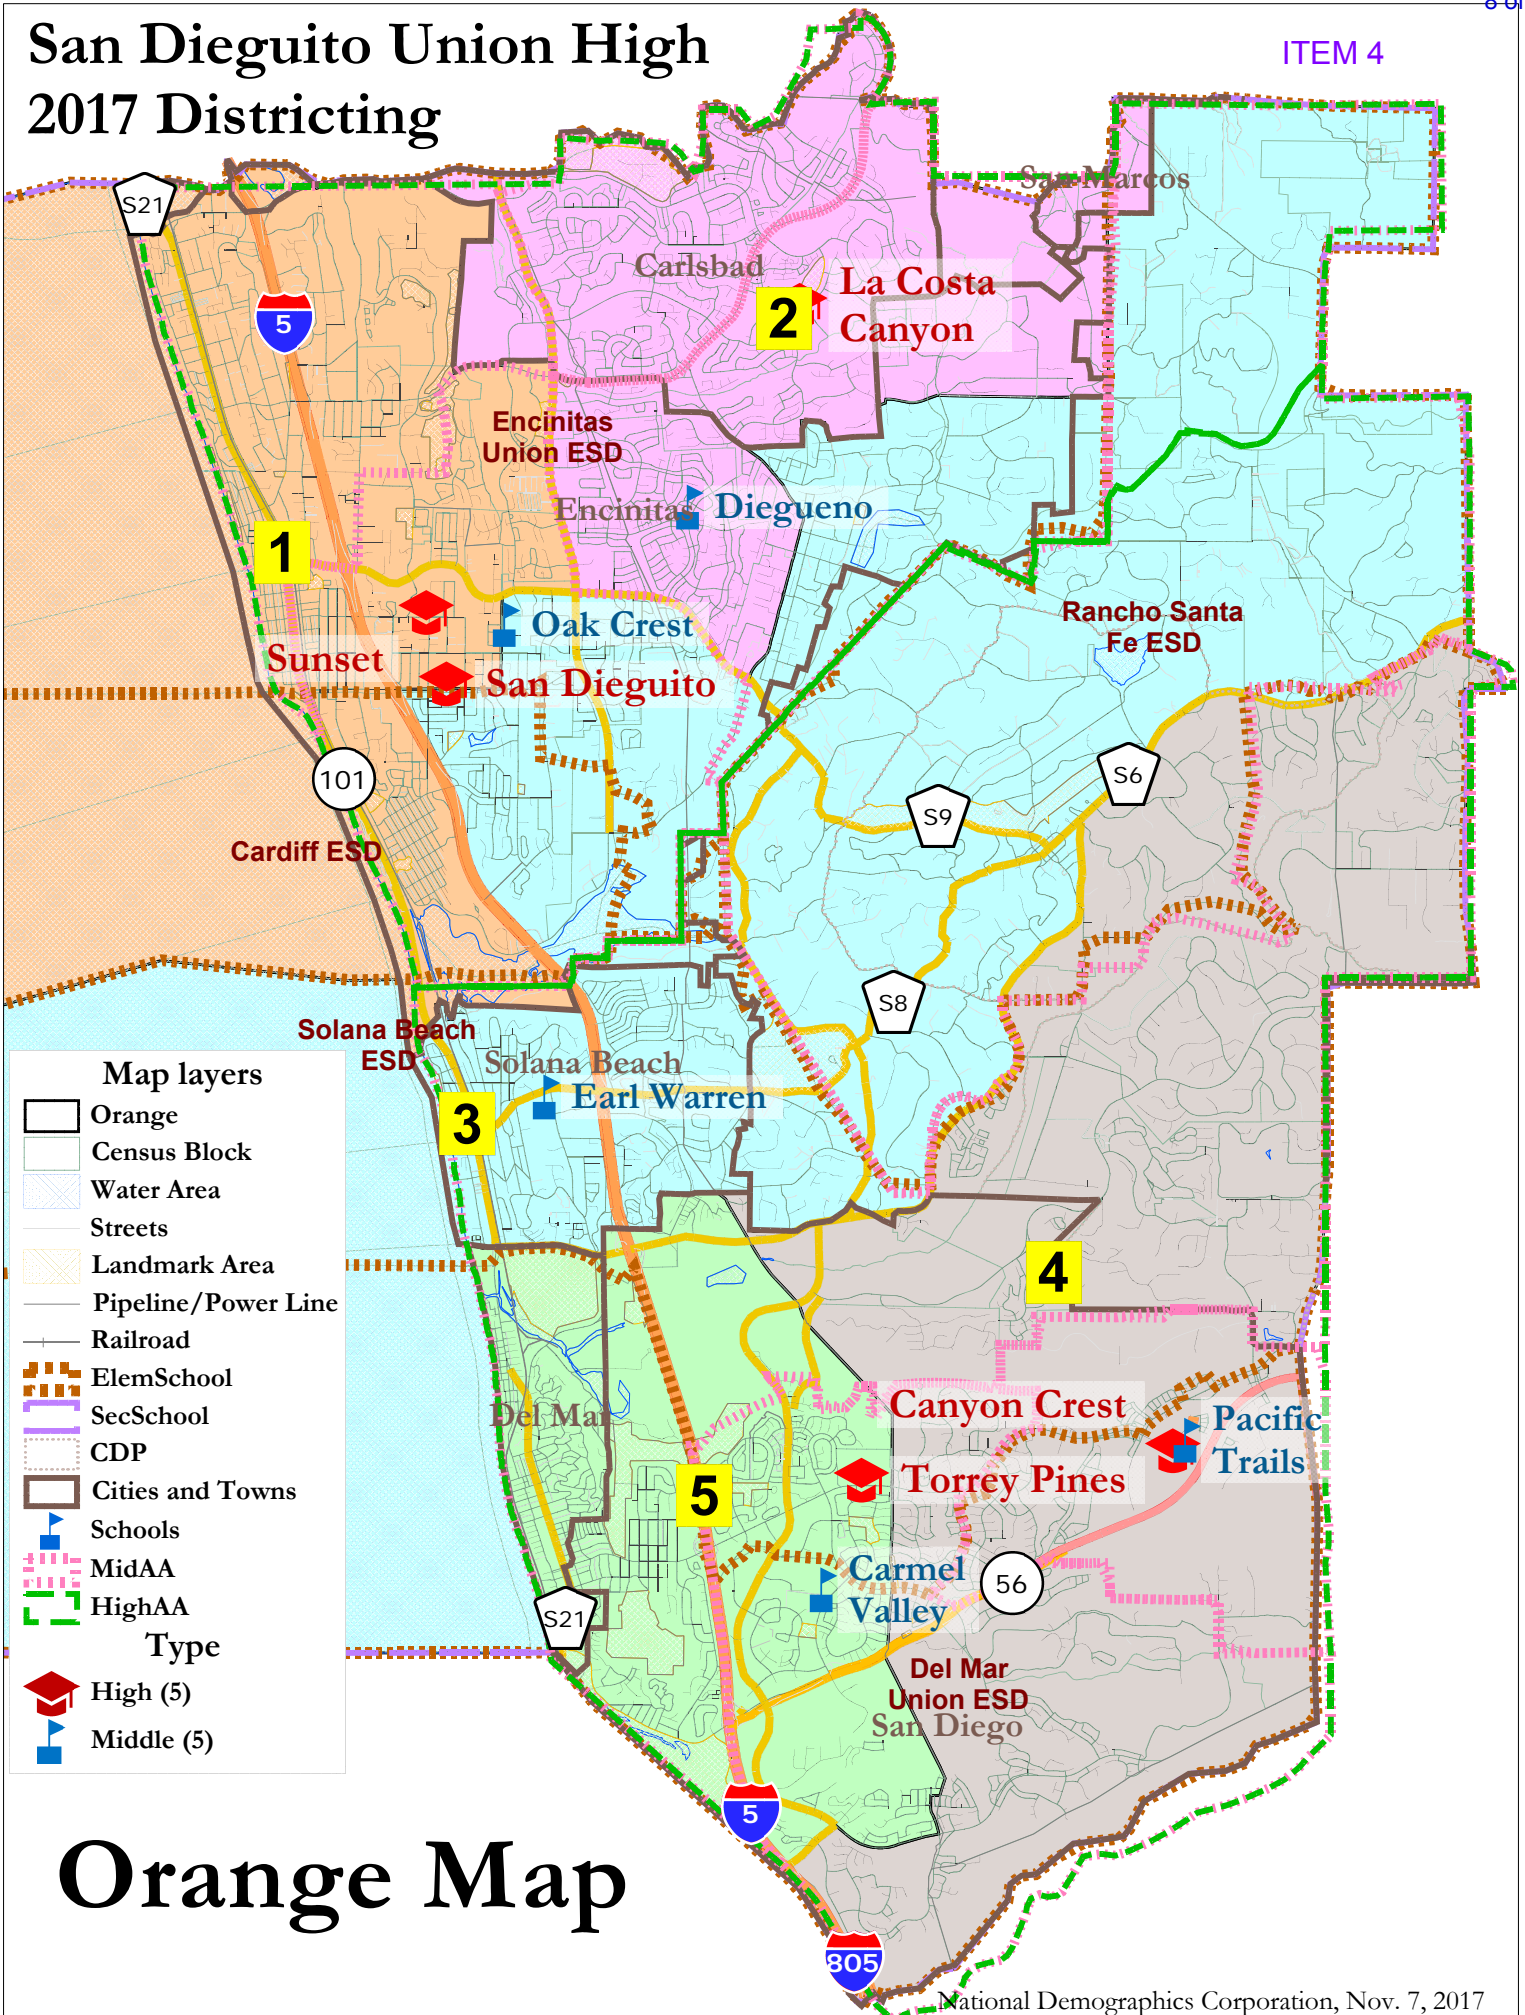 San Dieguito Union High
2017 Districting
ITEM 4
S21
5
San Marcos
Carlsbad
2
La Costa
Canyon
Encinitas
Union ESD
Encinitas
Diegueno
1
Oak Crest
Sunset
San Dieguito
Rancho Santa
Fe ESD
101
S6
S9
Cardiff ESD
S8
Solana Beach
ESD
Solana Beach
Earl Warren
3
4
Map layers
Orange
Census Block
Water Area
Streets
Landmark Area
Pipeline/Power Line
Railroad
ElemSchool
SecSchool
CDP
Cities and Towns
Schools
MidAA
HighAA
Type
High (5)
Middle (5)
Del Mar
Canyon Crest
Pacific
Trails
5
Torrey Pines
Carmel
Valley
56
S21
Del Mar
Union ESD
San Diego
5
Orange Map
805
National Demographics Corporation, Nov. 7, 2017